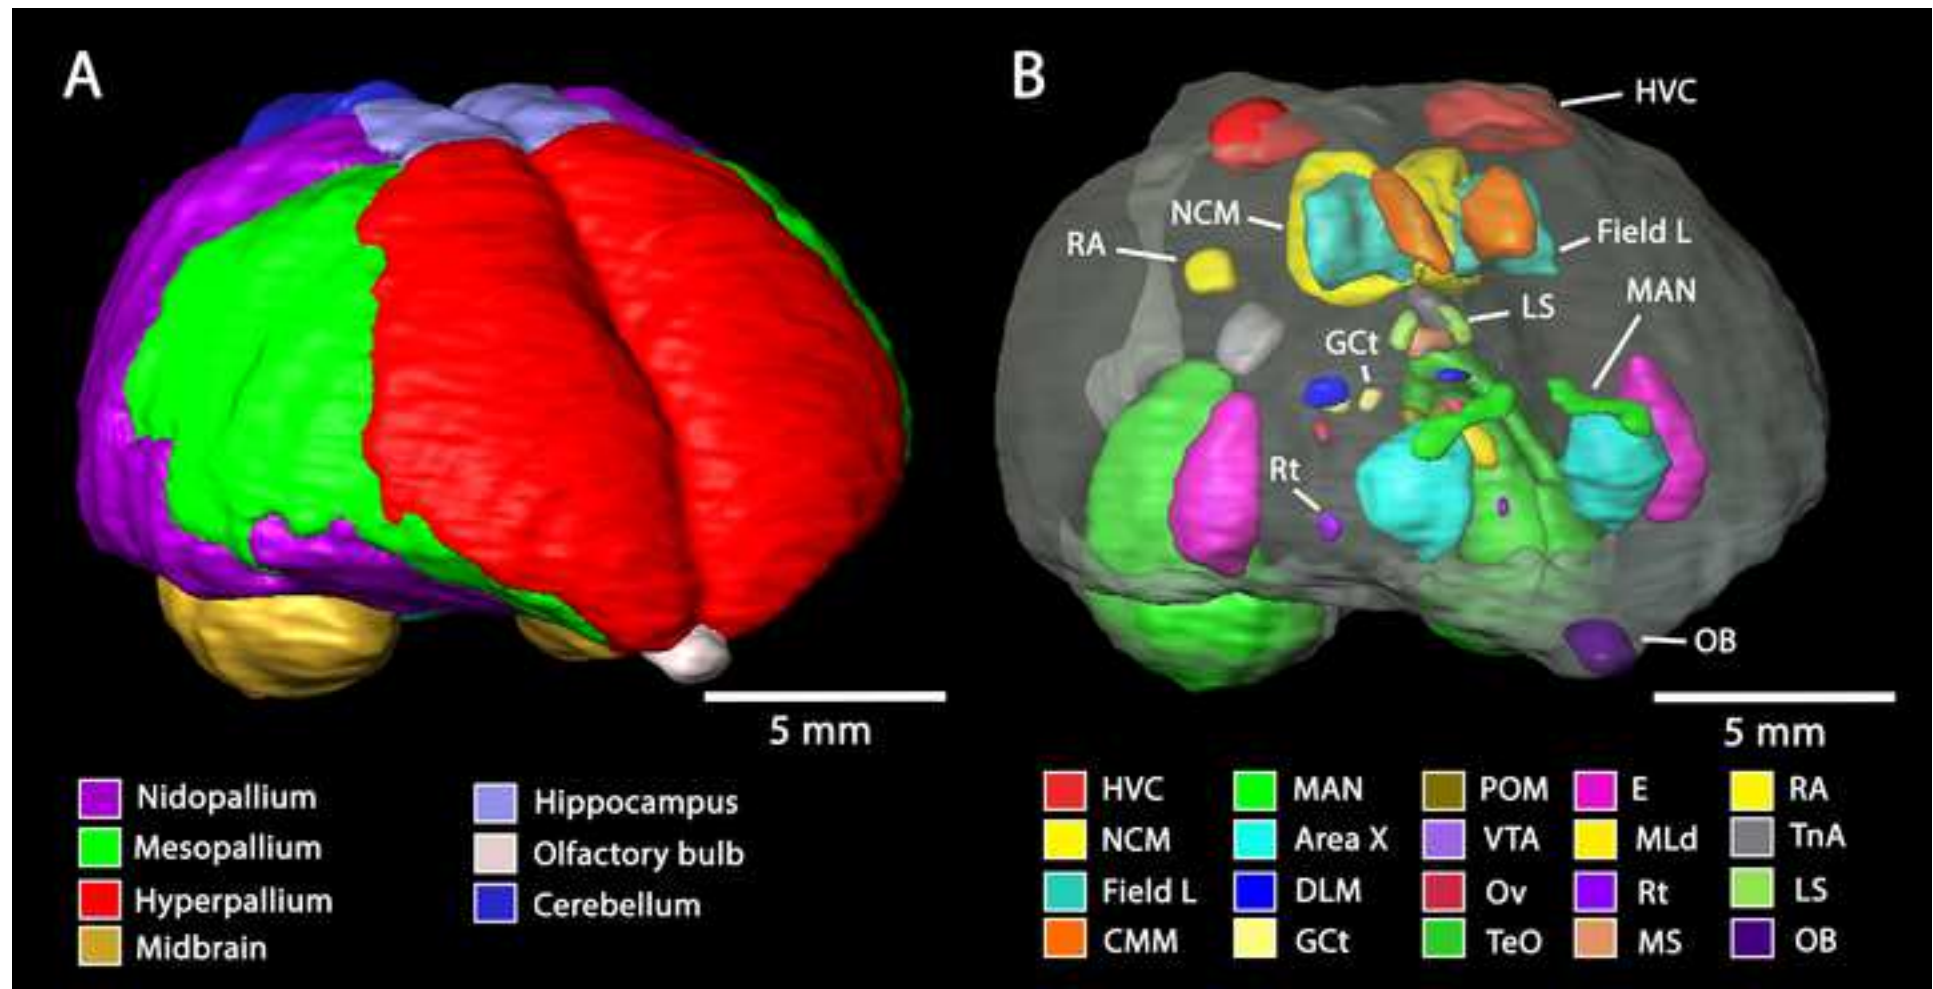 A
B
HVC
NCM
RA
Field L
MAN
LS
GCt
Rt
OB
5 mm
5 mm
Nidopallium
Mesopallium
Hyperpallium
Midbrain
Hippocampus
Olfactory bulb
Cerebellum
HVC MAN POM E RA
NCM Area X VTA MLd TnA
Field L DLM Ov Rt LS
CMM GCt TeO MS OB